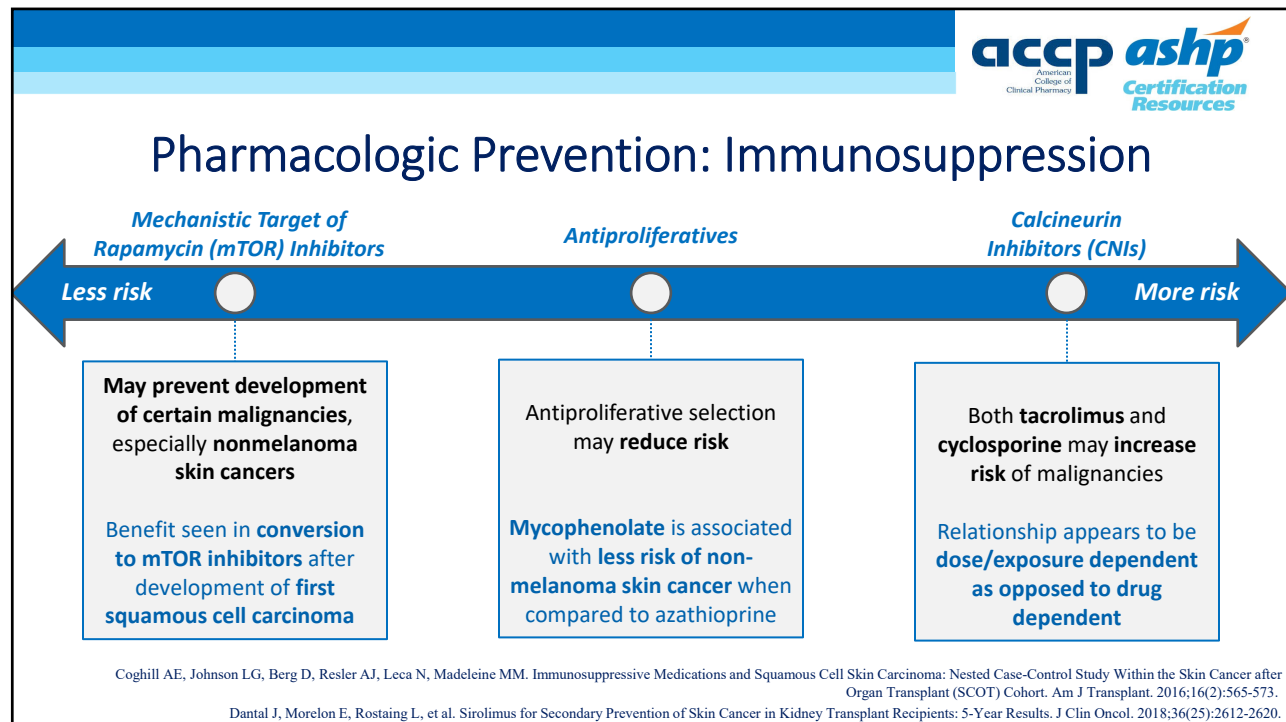 accp
American
College of
Clinical Pharmacy
ashp®
Certification
Resources
Pharmacologic Prevention: Immunosuppression
Mechanistic Target of
Rapamycin (mTOR) Inhibitors
Antiproliferatives
Calcineurin
Inhibitors (CNIs)
Less risk
More risk
May prevent development
of certain malignancies,
especially nonmelanoma
skin cancers
Benefit seen in conversion
to mTOR inhibitors after
development of first
squamous cell carcinoma
Antiproliferative selection
may reduce risk
Mycophenolate is associated
with less risk of non-
melanoma skin cancer when
compared to azathioprine
Both tacrolimus and
cyclosporine may increase
risk of malignancies
Relationship appears to be
dose/exposure dependent
as opposed to drug
dependent
Coghill AE, Johnson LG, Berg D, Resler AJ, Leca N, Madeleine MM. Immunosuppressive Medications and Squamous Cell Skin Carcinoma: Nested Case-Control Study Within the Skin Cancer after
Organ Transplant (SCOT) Cohort. Am J Transplant. 2016;16(2):565-573.
Dantal J, Morelon E, Rostaing L, et al. Sirolimus for Secondary Prevention of Skin Cancer in Kidney Transplant Recipients: 5-Year Results. J Clin Oncol. 2018;36(25):2612-2620.